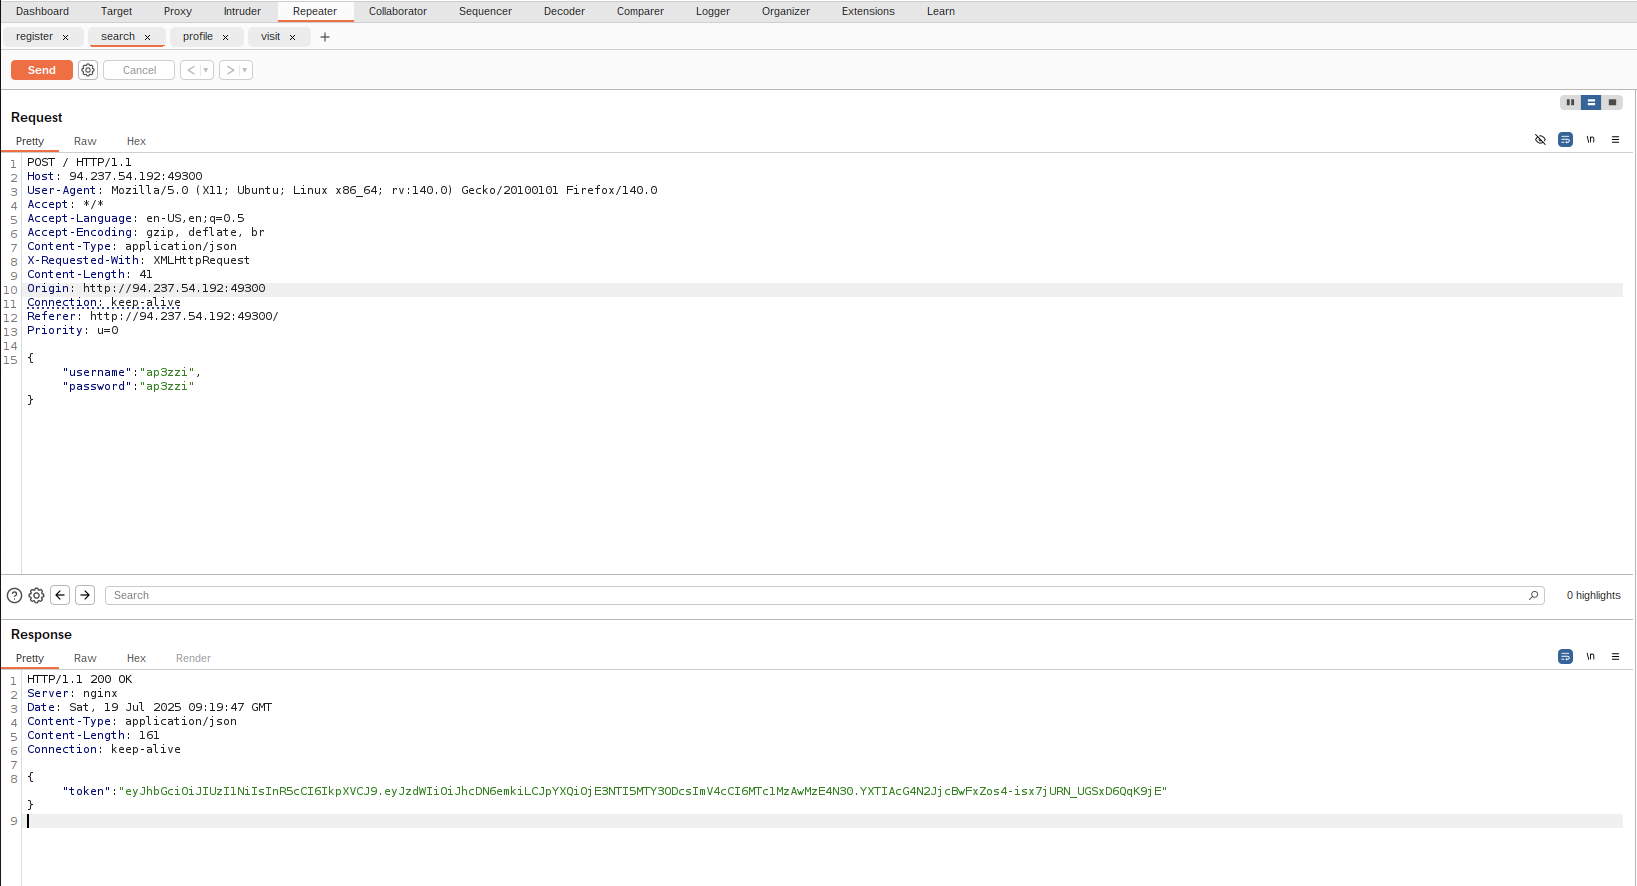 Dashboard Target Proxy Intruder Repeater Collaborator Sequencer Decoder Comparer Logger Organizer Extensions Learn
register × search × profile × visit × +
Send Cancel < >
Request
Pretty Raw Hex
\n
1 POST / HTTP/1.1
2 Host: 94.237.54.192:49300
3 User-Agent: Mozilla/5.0 (X11; Ubuntu; Linux x86_64; rv:140.0) Gecko/20100101 Firefox/140.0
4 Accept: */*
5 Accept-Language: en-US,en;q=0.5
6 Accept-Encoding: gzip, deflate, br
7 Content-Type: application/json
8 X-Requested-With: XMLHttpRequest
9 Content-Length: 41
10 Origin: http://94.237.54.192:49300
11 Connection: keep-alive
12 Referer: http://94.237.54.192:49300/
13 Priority: u=0
14
15 {
"username":"ap3zzi",
"password":"ap3zzi"
}
Search
0 highlights
Response
Pretty Raw Hex Render
\n
1 HTTP/1.1 200 OK
2 Server: nginx
3 Date: Sat, 19 Jul 2025 09:19:47 GMT
4 Content-Type: application/json
5 Content-Length: 161
6 Connection: keep-alive
7
8 {
"token":"eyJhbGciOiJIUzI1NiIsInR5cCI6IkpXVCJ9.eyJzdWIiOiJhcDN6emkiLCJpYXQiOjE3NTI5MTY3ODcsImV4cCI6MTc1MzAwMzE4N30.YXTIAcG4N2JjcBwFxZos4-isx7jURN_UGSxD6QqK9jE"
}
9